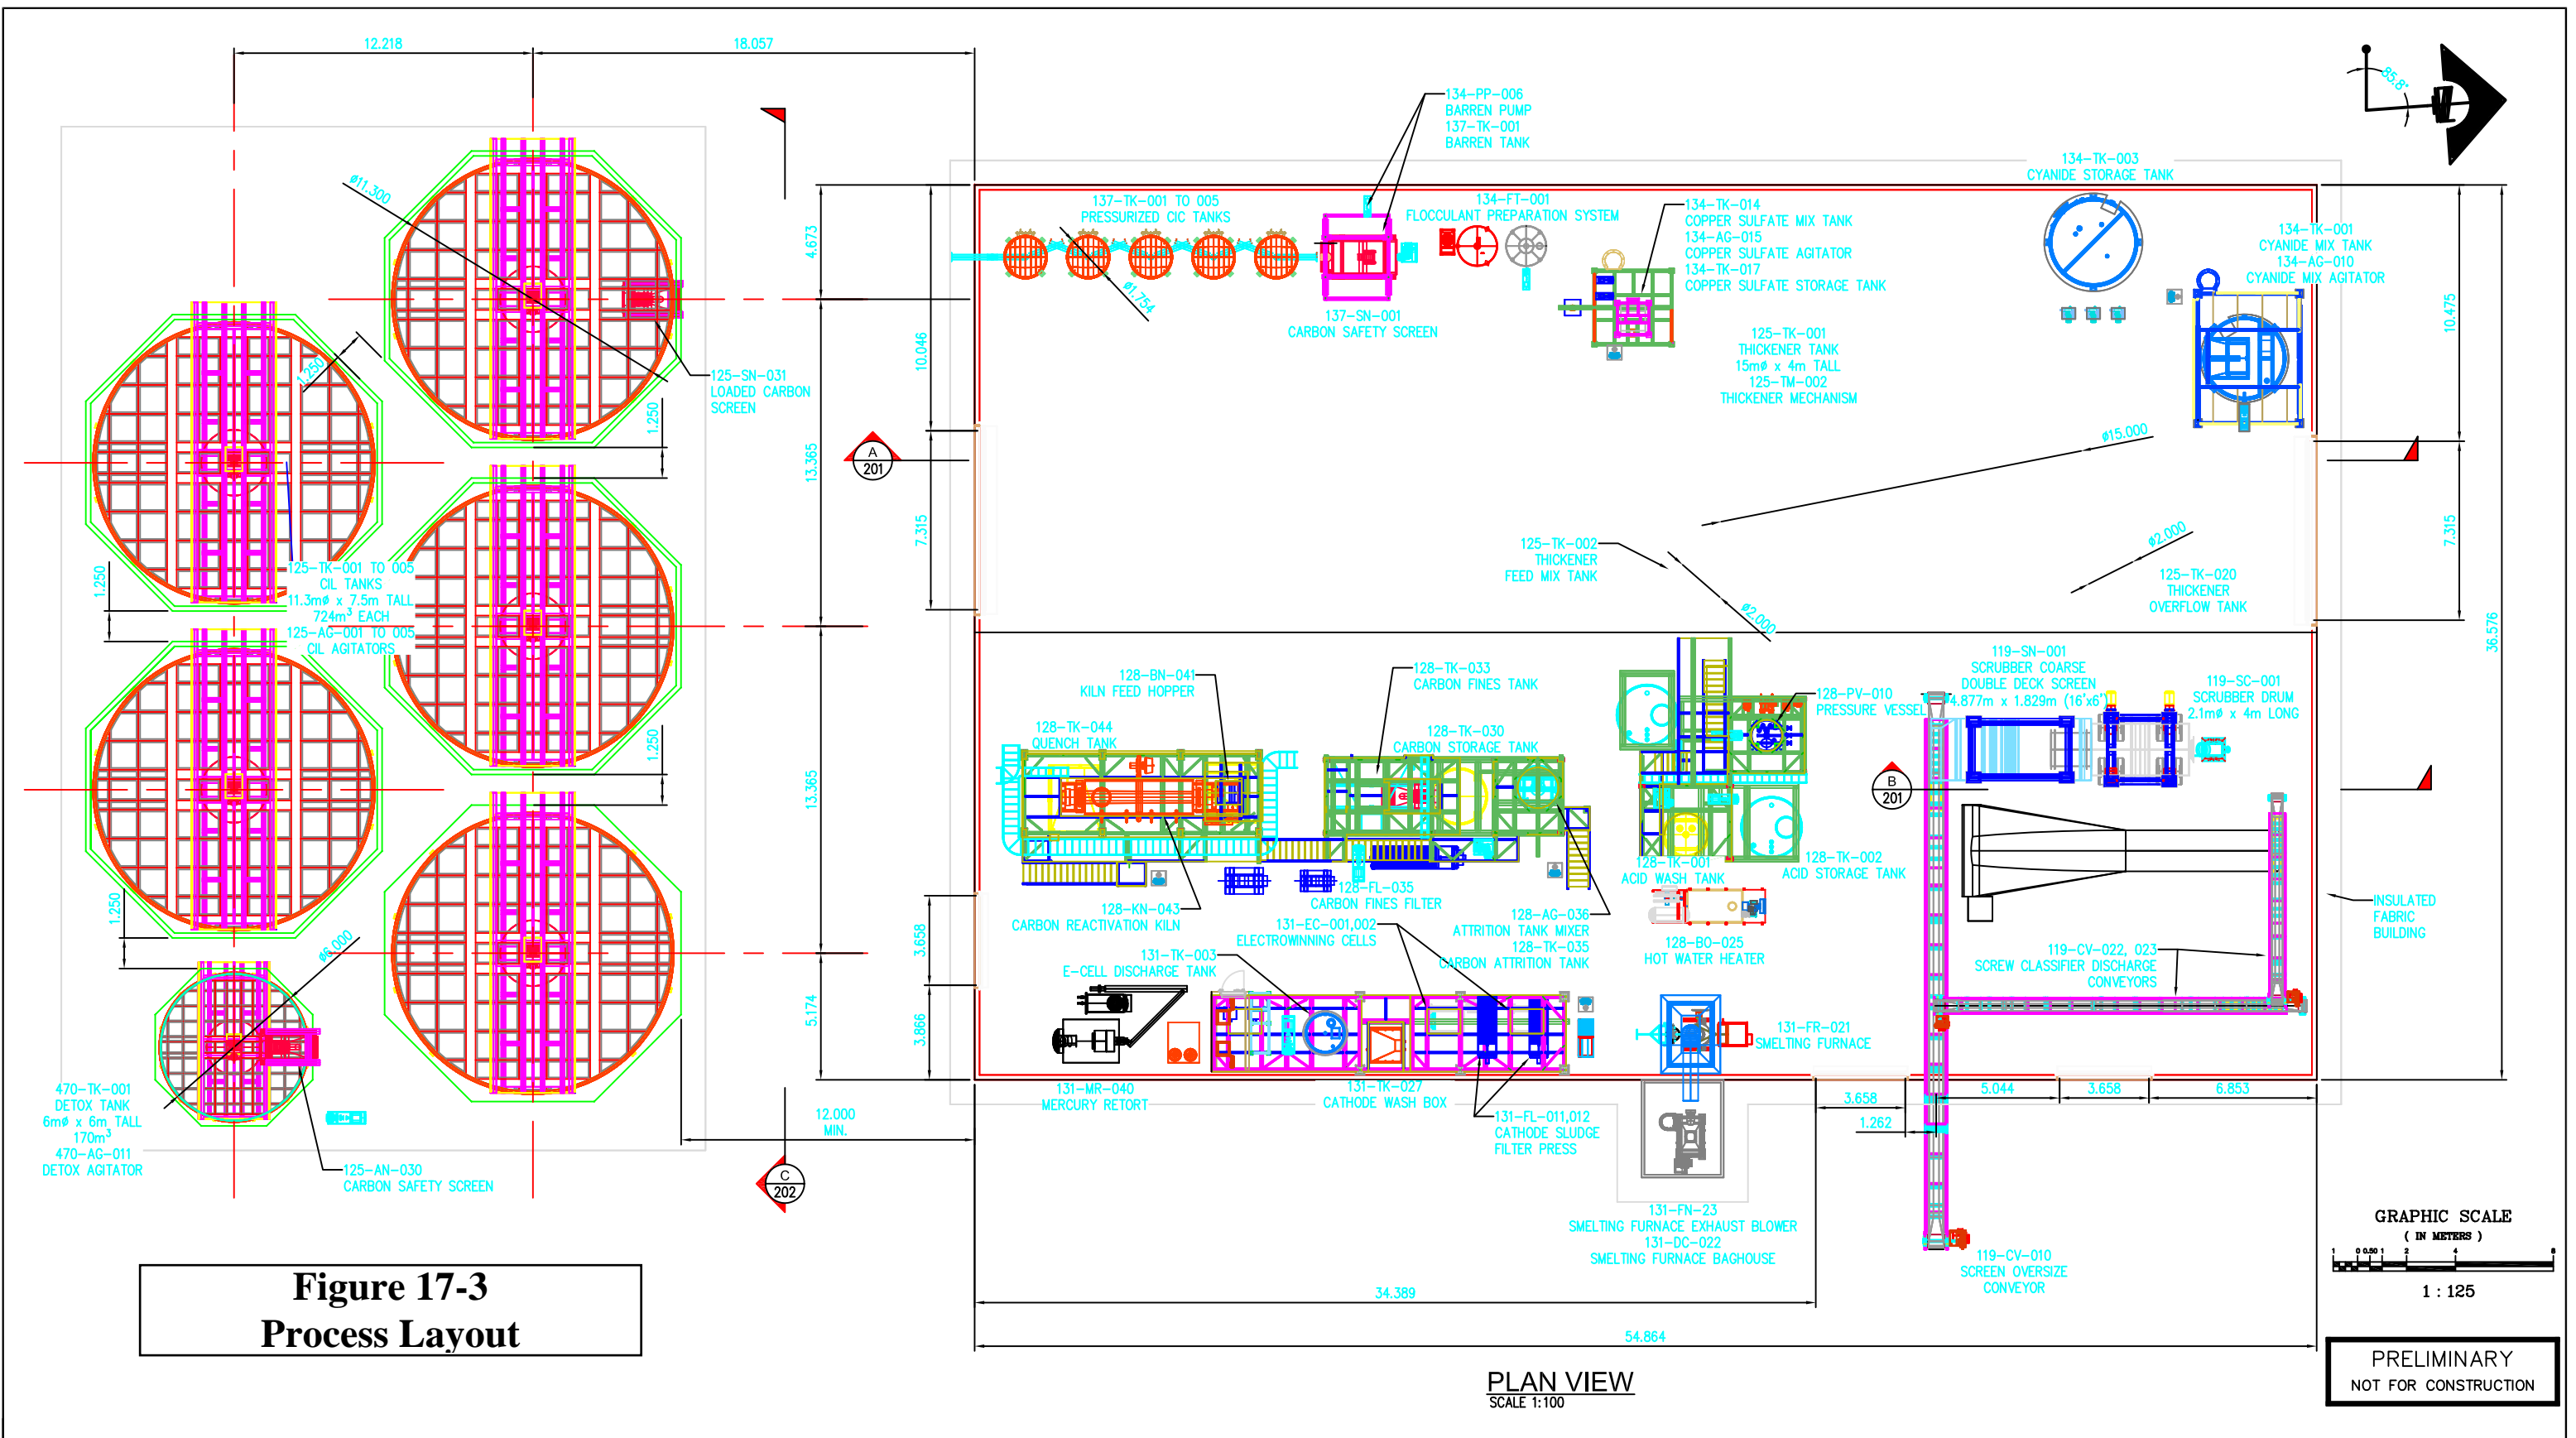 12.218
18.057
ø11.300
4.673
13.365
13.365
5.174
1.250
1.250
1.250
1.250
1.250
125-SN-031
LOADED CARBON
SCREEN
125-TK-001 TO 005
CIL TANKS
11.3mø x 7.5m TALL
724m³ EACH
125-AG-001 TO 005
CIL AGITATORS
ø6.000
470-TK-001
DETOX TANK
6mø x 6m TALL
170m³
470-AG-011
DETOX AGITATOR
125-AN-030
CARBON SAFETY SCREEN
12.000
MIN.
C
202
A
201
10.046
7.315
3.658
3.866
134-PP-006
BARREN PUMP
137-TK-001
BARREN TANK
137-TK-001 TO 005
PRESSURIZED CIC TANKS
ø1.754
134-FT-001
FLOCCULANT PREPARATION SYSTEM
137-SN-001
CARBON SAFETY SCREEN
134-TK-014
COPPER SULFATE MIX TANK
134-AG-015
COPPER SULFATE AGITATOR
134-TK-017
COPPER SULFATE STORAGE TANK
125-TK-001
THICKENER TANK
15mø x 4m TALL
125-TM-002
THICKENER MECHANISM
134-TK-003
CYANIDE STORAGE TANK
134-TK-001
CYANIDE MIX TANK
134-AG-010
CYANIDE MIX AGITATOR
85.8°
10.475
7.315
36.576
ø15.000
125-TK-002
THICKENER
FEED MIX TANK
ø2.000
ø2.000
125-TK-020
THICKENER
OVERFLOW TANK
128-BN-041
KILN FEED HOPPER
128-TK-033
CARBON FINES TANK
128-TK-044
QUENCH TANK
128-TK-030
CARBON STORAGE TANK
128-PV-010
PRESSURE VESSEL
119-SN-001
SCRUBBER COARSE
DOUBLE DECK SCREEN
4.877m x 1.829m (16'x6')
119-SC-001
SCRUBBER DRUM
2.1mø x 4m LONG
B
201
128-TK-001
ACID WASH TANK
128-TK-002
ACID STORAGE TANK
128-FL-035
CARBON FINES FILTER
128-KN-043
CARBON REACTIVATION KILN
131-EC-001,002
ELECTROWINNING CELLS
128-AG-036
ATTRITION TANK MIXER
128-TK-035
CARBON ATTRITION TANK
128-BO-025
HOT WATER HEATER
131-TK-003
E-CELL DISCHARGE TANK
INSULATED
FABRIC
BUILDING
119-CV-022, 023
SCREW CLASSIFIER DISCHARGE
CONVEYORS
131-FR-021
SMELTING FURNACE
131-MR-040
MERCURY RETORT
131-TK-027
CATHODE WASH BOX
131-FL-011,012
CATHODE SLUDGE
FILTER PRESS
3.658
1.262
5.044
3.658
6.853
131-FN-23
SMELTING FURNACE EXHAUST BLOWER
131-DC-022
SMELTING FURNACE BAGHOUSE
119-CV-010
SCREEN OVERSIZE
CONVEYOR
34.389
54.864
GRAPHIC SCALE
( IN METERS )
1 0 0.50 1 2 4 8
1 : 125
Figure 17-3
Process Layout
PLAN VIEW
SCALE 1:100
PRELIMINARY
NOT FOR CONSTRUCTION